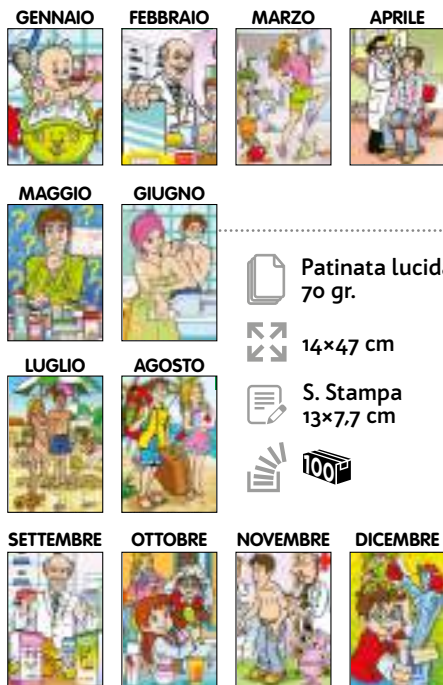 GENNAIO FEBBRAIO MARZO APRILE
MAGGIO GIUGNO
Patinata lucida
70 gr.
14×47 cm
LUGLIO AGOSTO
S. Stampa
13×7,7 cm
100
SETTEMBRE OTTOBRE NOVEMBRE DICEMBRE